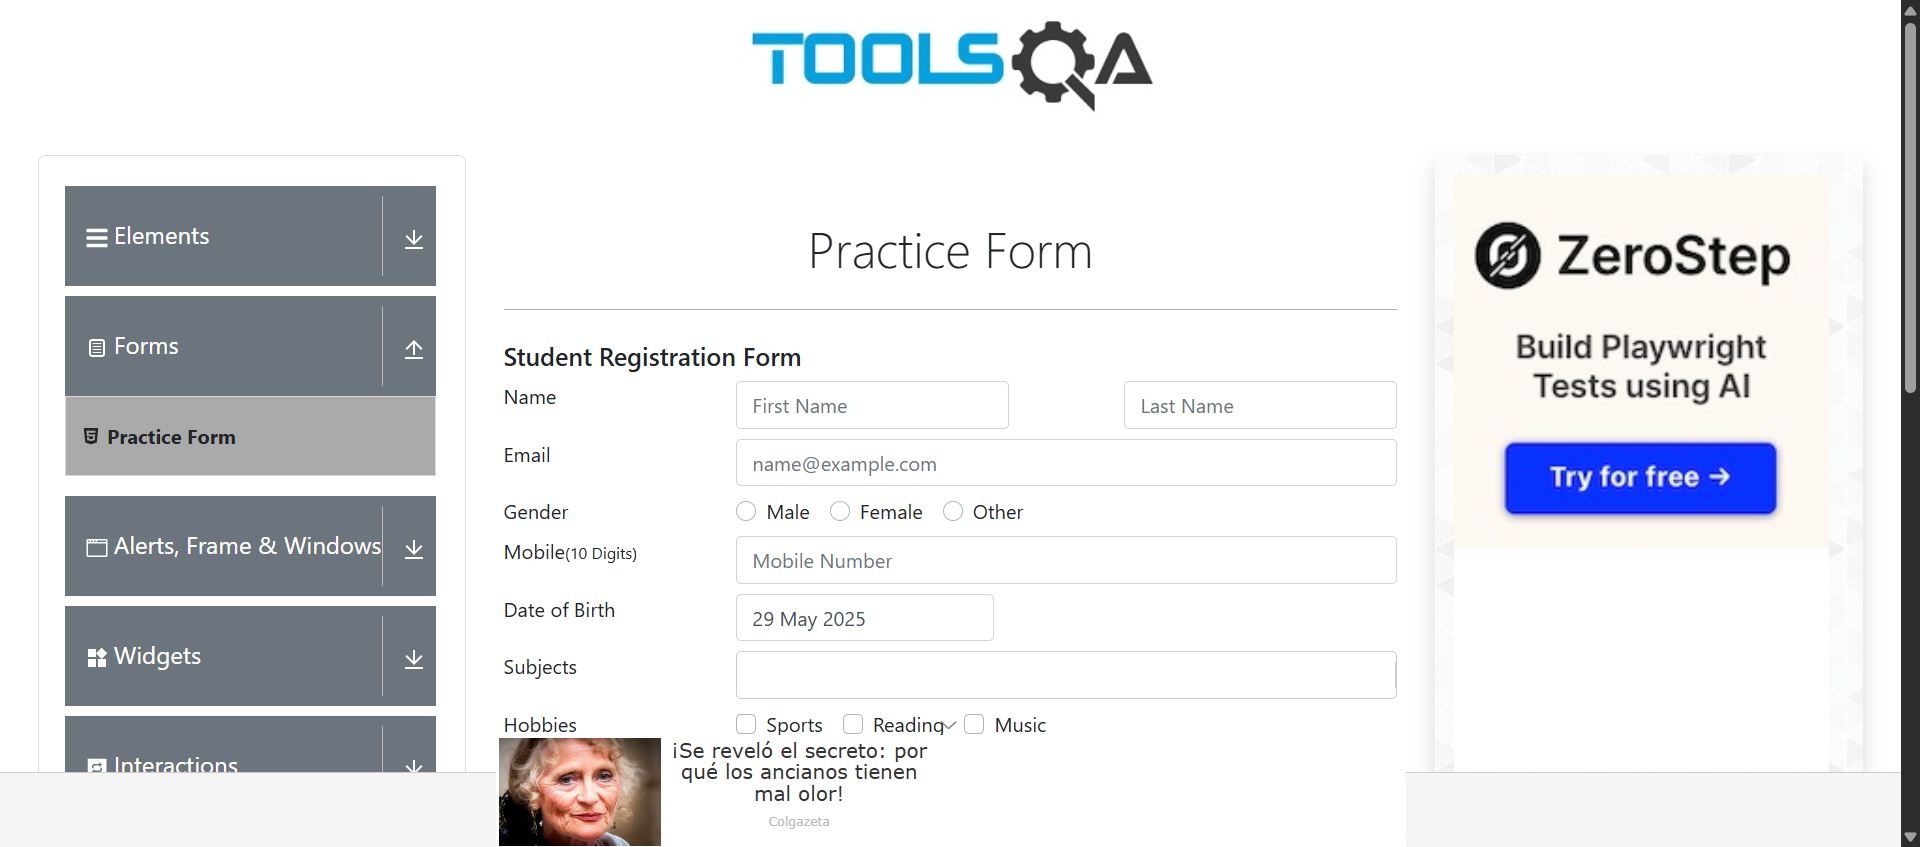 TOOLSQA
Elements
Forms
Practice Form
Alerts, Frame & Windows
Widgets
Interactions
Practice Form
Student Registration Form
Name
First Name
Last Name
Email
name@example.com
Gender
Male
Female
Other
Mobile(10 Digits)
Mobile Number
Date of Birth
29 May 2025
Subjects
Hobbies
Sports
Reading
Music
¡Se reveló el secreto: por
qué los ancianos tienen
mal olor!
Colgazeta
ZeroStep
Build Playwright
Tests using AI
Try for free →